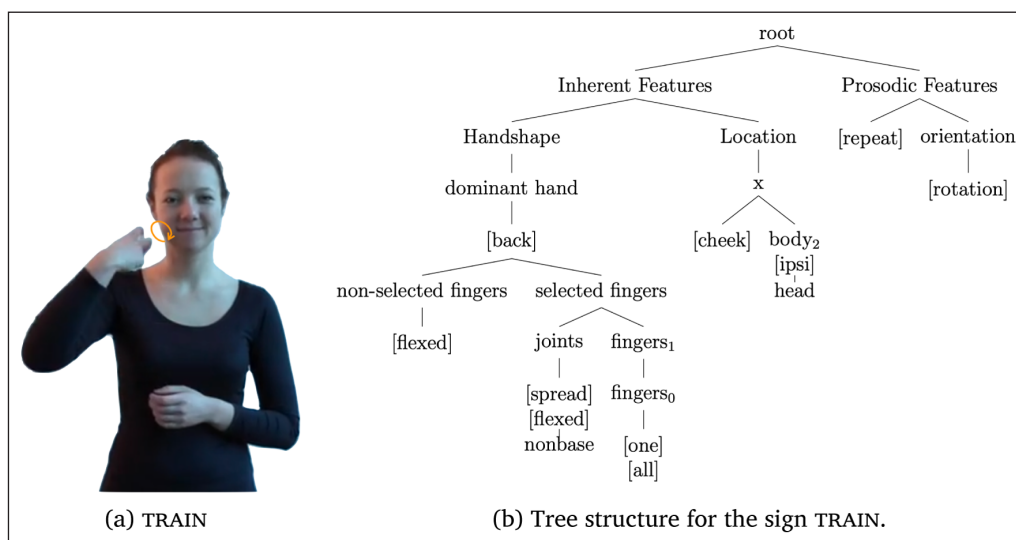 root
Inherent Features Prosodic Features
Handshape Location [repeat] orientation
dominant hand x [rotation]
[back] [cheek] body₂
[ipsi]
non-selected fingers selected fingers head
[flexed] joints fingers₁
[spread] fingers₀
[flexed]
nonbase [one]
[all]
(a) TRAIN (b) Tree structure for the sign TRAIN.